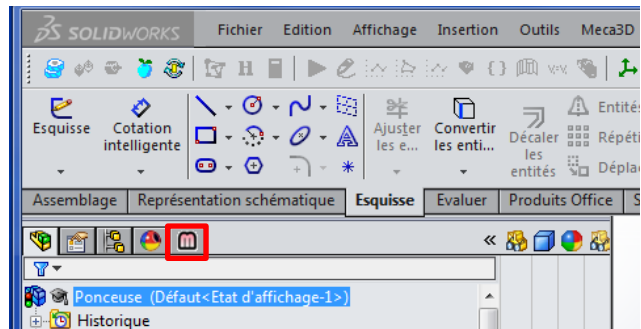 SOLIDWORKS Fichier Edition Affichage Insertion Outils Meca3D
Esquisse Cotation intelligente Ajuster les e... Convertir les enti... Décaler les entités
Entités
Répéti
Déplac
Assemblage Représentation schématique Esquisse Evaluer Produits Office S
Ponceuse (Défaut<Etat d'affichage-1>)
Historique